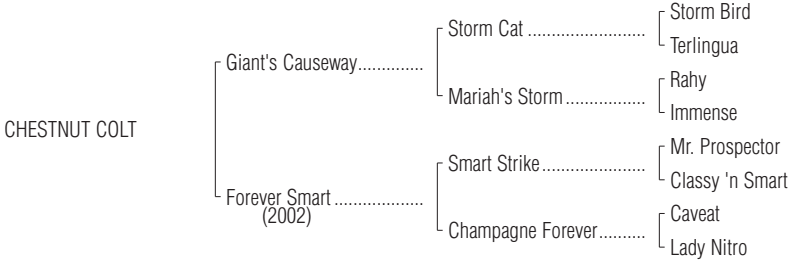 Storm Bird
Storm Cat ........................
Terlingua
Giant's Causeway..............
Rahy
Mariah's Storm .................
Immense
CHESTNUT COLT
Mr. Prospector
Smart Strike......................
Classy 'n Smart
Forever Smart ...................
(2002)
Caveat
Champagne Forever..........
Lady Nitro